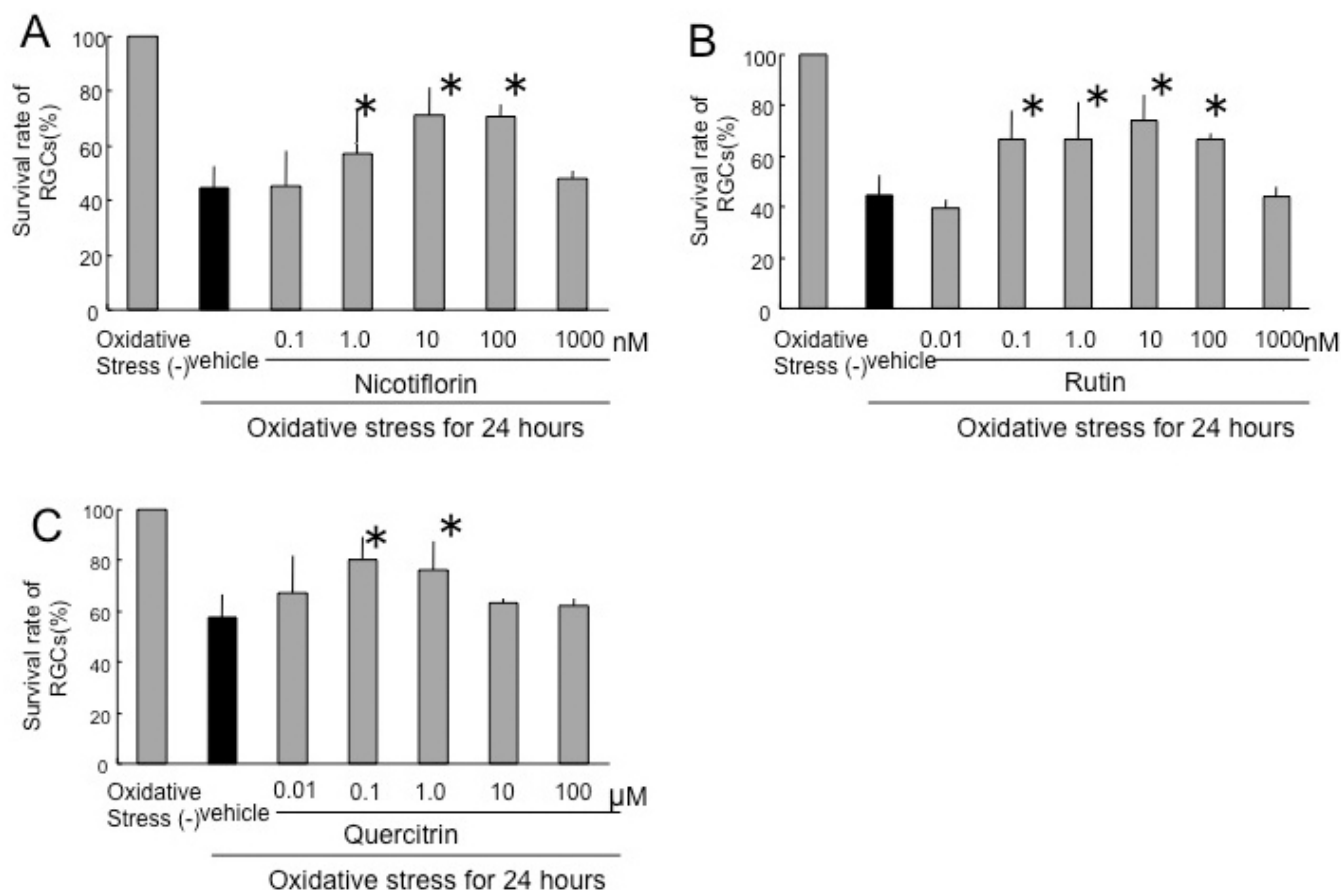 A
Survival rate of
RGCs(%)
100
80
60
40
20
0
* * *
Oxidative
Stress (-)
vehicle
0.1 1.0 10 100 1000 nM
Nicotiflorin
Oxidative stress for 24 hours
B
Survival rate of
RGCs(%)
100
80
60
40
20
0
* * * *
Oxidative
Stress (-)
vehicle
0.01 0.1 1.0 10 100 1000 nM
Rutin
Oxidative stress for 24 hours
C
Survival rate of
RGCs(%)
100
80
60
40
20
0
* *
Oxidative
Stress (-)
vehicle
0.01 0.1 1.0 10 100 µM
Quercitrin
Oxidative stress for 24 hours